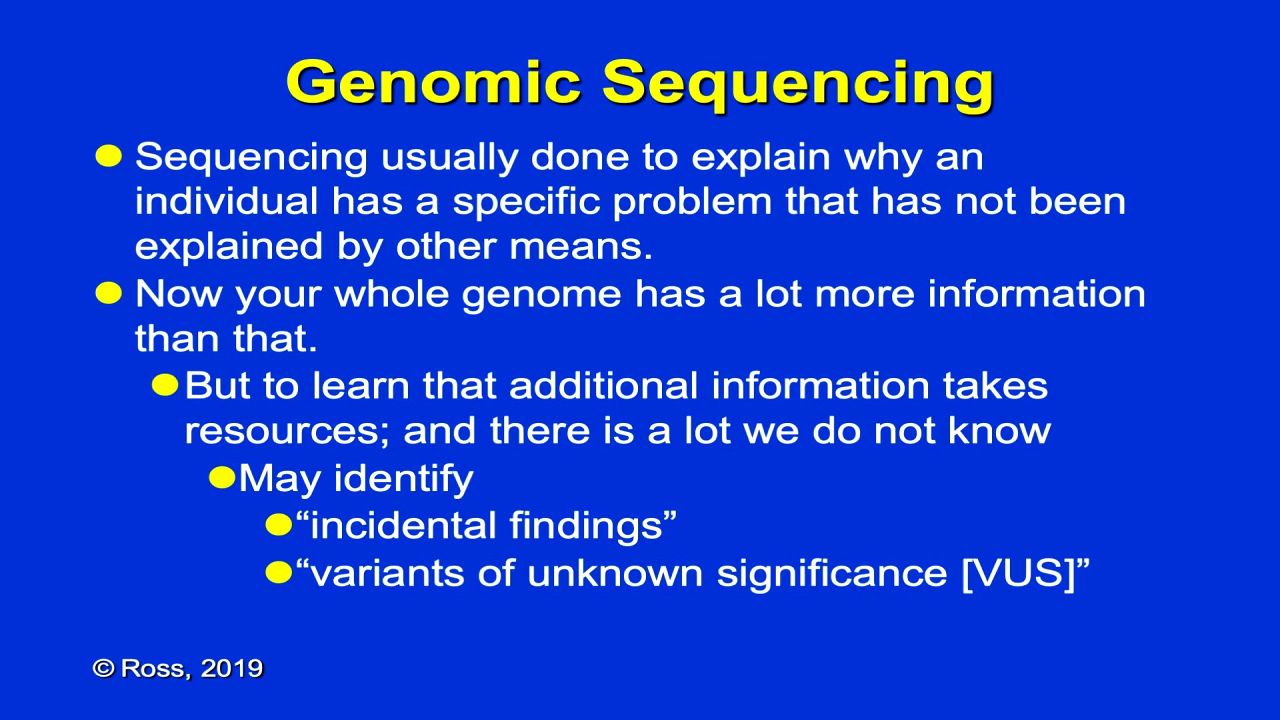 Genomic Sequencing
● Sequencing usually done to explain why an
individual has a specific problem that has not been
explained by other means.
● Now your whole genome has a lot more information
than that.
● But to learn that additional information takes
resources; and there is a lot we do not know
● May identify
● “incidental findings”
● “variants of unknown significance [VUS]”
© Ross, 2019